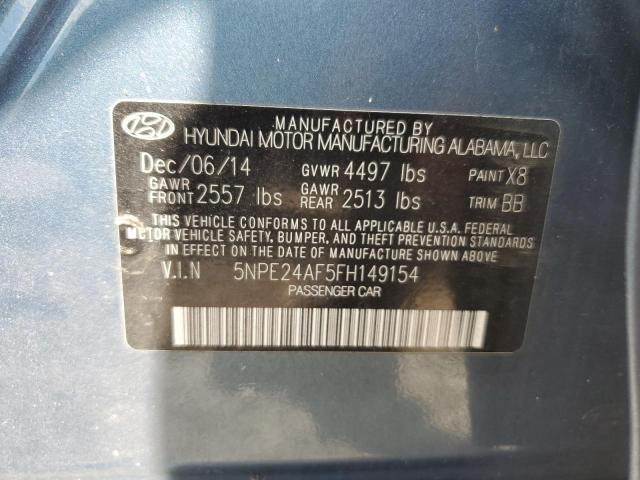 MANUFACTURED BY
HYUNDAI MOTOR MANUFACTURING ALABAMA, LLC
Dec/06/14 GVWR 4497 lbs PAINT X8
GAWR FRONT 2557 lbs GAWR REAR 2513 lbs TRIM BB
THIS VEHICLE CONFORMS TO ALL APPLICABLE U.S.A. FEDERAL
MOTOR VEHICLE SAFETY, BUMPER, AND THEFT PREVENTION STANDARDS
IN EFFECT ON THE DATE OF MANUFACTURE SHOWN ABOVE.
V.I.N 5NPE24AF5FH149154
PASSENGER CAR